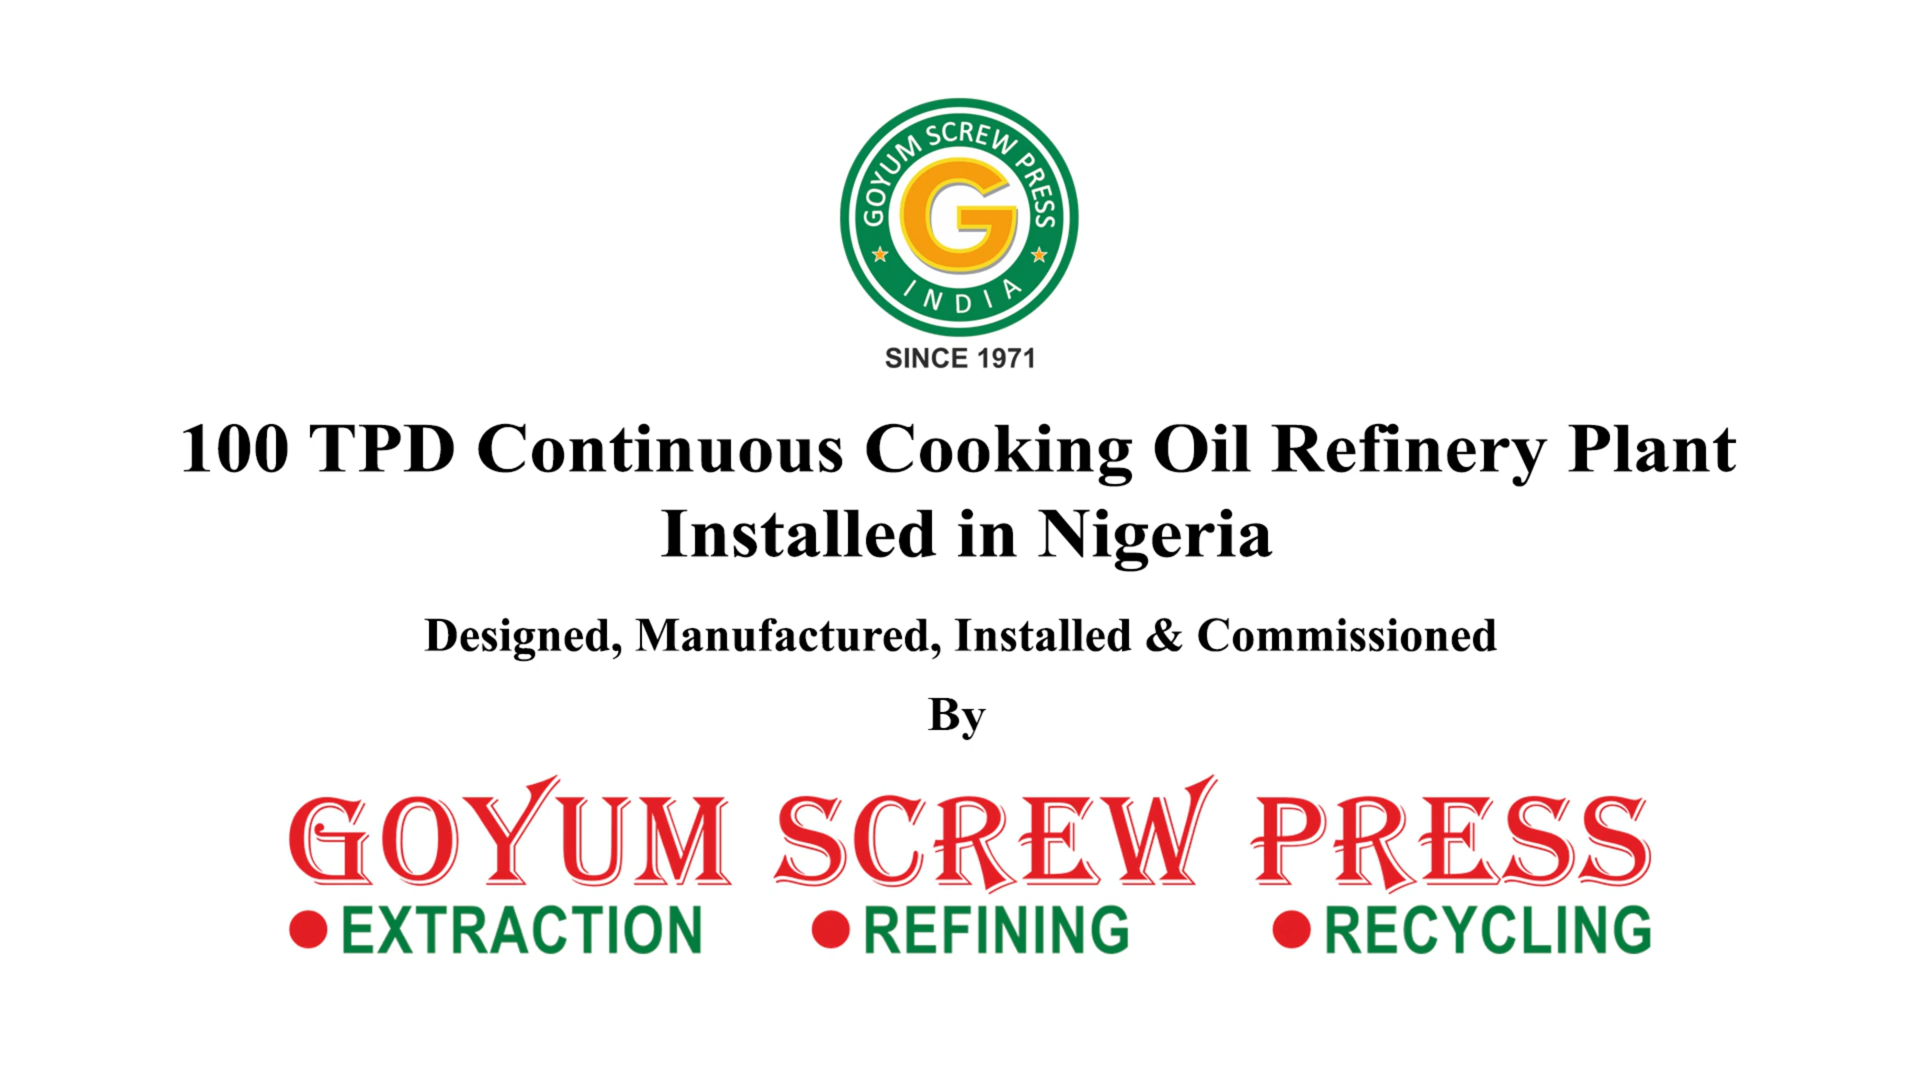 GOYUM SCREW PRESS
G
INDIA
SINCE 1971
100 TPD Continuous Cooking Oil Refinery Plant
Installed in Nigeria
Designed, Manufactured, Installed & Commissioned
By
GOYUM SCREW PRESS
• EXTRACTION • REFINING • RECYCLING